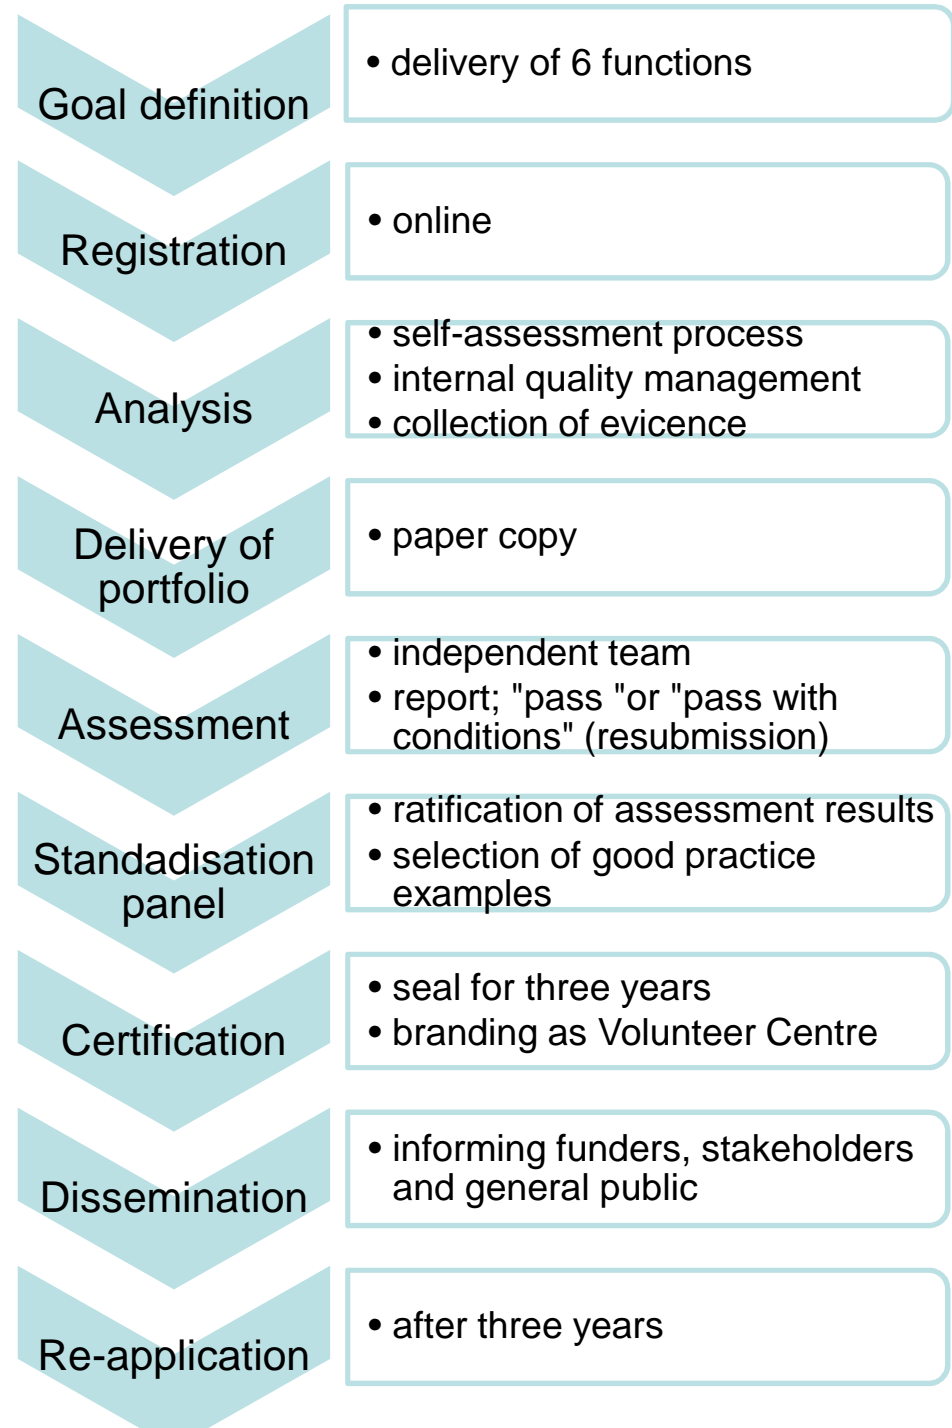 Goal definition
• delivery of 6 functions
Registration
• online
Analysis
• self-assessment process
• internal quality management
• collection of evicence
Delivery of
portfolio
• paper copy
Assessment
• independent team
• report; "pass "or "pass with
conditions" (resubmission)
Standadisation
panel
• ratification of assessment results
• selection of good practice
examples
Certification
• seal for three years
• branding as Volunteer Centre
Dissemination
• informing funders, stakeholders
and general public
Re-application
• after three years